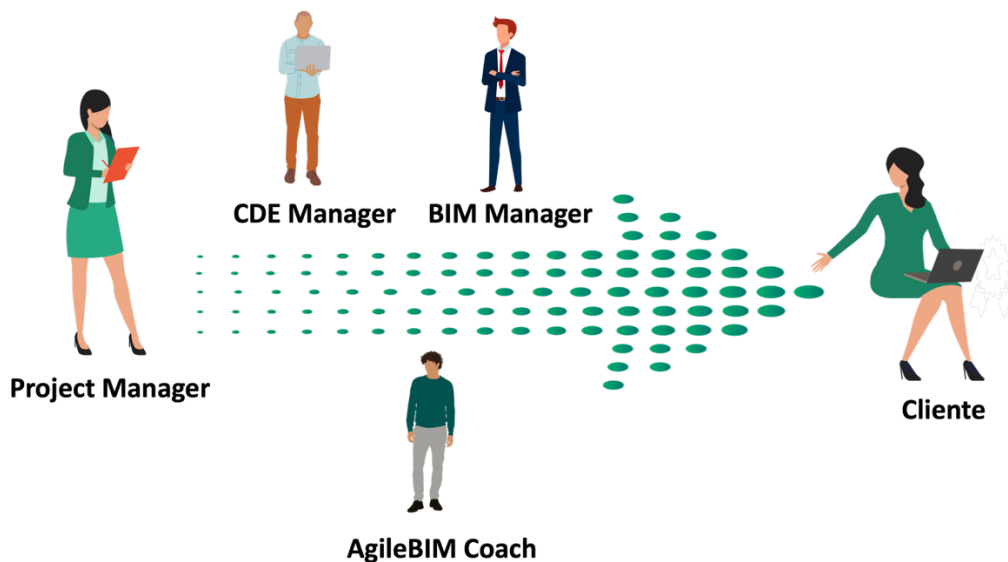 CDE Manager
BIM Manager
Project Manager
Cliente
AgileBIM Coach